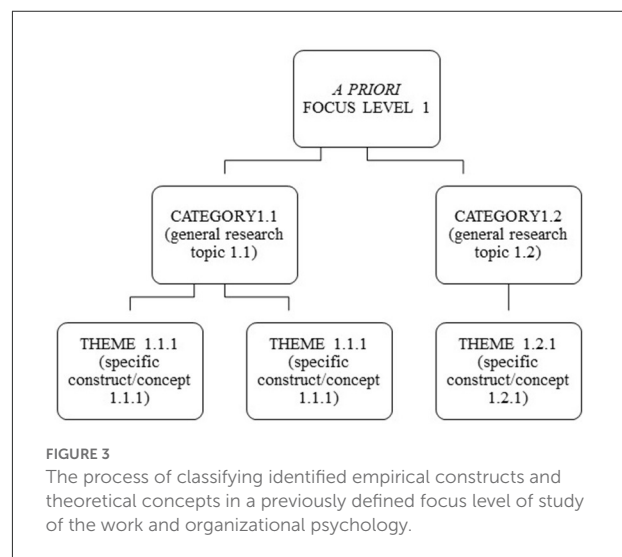 A PRIORI
FOCUS LEVEL 1
CATEGORY1.1
(general research
topic 1.1)
CATEGORY1.2
(general research
topic 1.2)
THEME 1.1.1
(specific
construct/concept
1.1.1)
THEME 1.1.1
(specific
construct/concept
1.1.1)
THEME 1.2.1
(specific
construct/concept
1.2.1)
FIGURE 3
The process of classifying identified empirical constructs and
theoretical concepts in a previously defined focus level of study
of the work and organizational psychology.